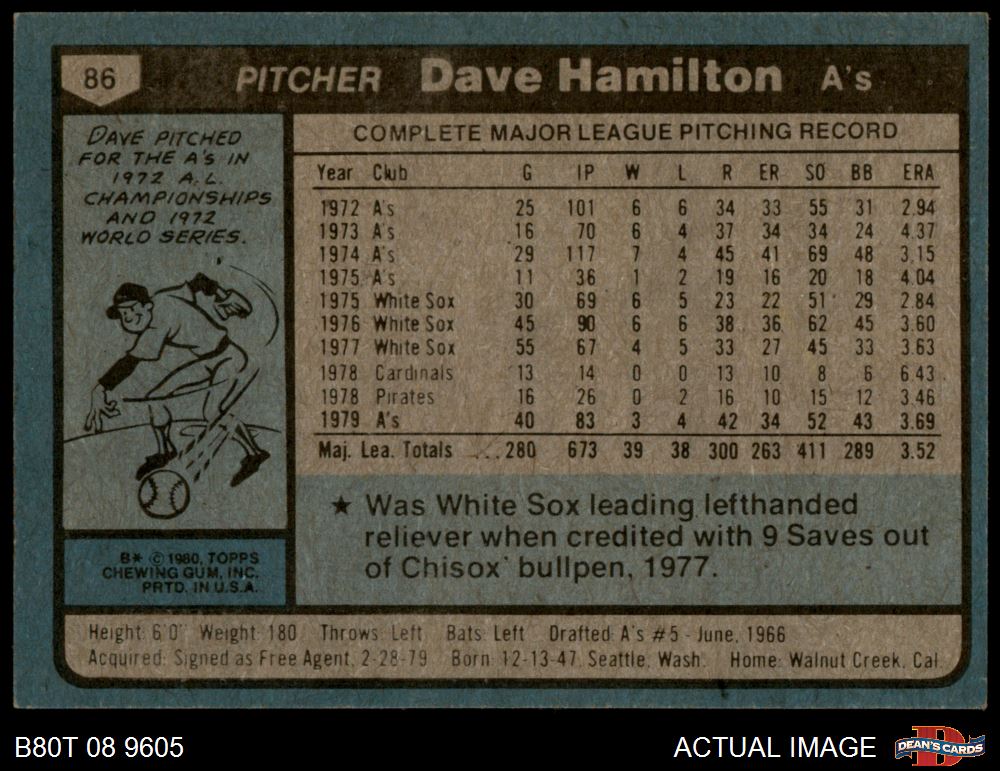 86 PITCHER Dave Hamilton A's
DAVE PITCHED
FOR THE A'S IN
1972 A.L.
CHAMPIONSHIPS
AND 1972
WORLD SERIES.
B* © 1980, TOPPS
CHEWING GUM, INC.
PRTD. IN U.S.A.
COMPLETE MAJOR LEAGUE PITCHING RECORD
Year Club G IP W L R ER SO BB ERA
1972 A's 25 101 6 6 34 33 55 31 2.94
1973 A's 16 70 6 4 37 34 34 24 4.37
1974 A's 29 117 7 4 45 41 69 48 3.15
1975 A's 11 36 1 2 19 16 20 18 4.04
1975 White Sox 30 69 6 5 23 22 51 29 2.84
1976 White Sox 45 90 6 6 38 36 62 45 3.60
1977 White Sox 55 67 4 5 33 27 45 33 3.63
1978 Cardinals 13 14 0 0 13 10 8 6 6.43
1978 Pirates 16 26 0 2 16 10 15 12 3.46
1979 A's 40 83 3 4 42 34 52 43 3.69
Maj. Lea. Totals ... 280 673 39 38 300 263 411 289 3.52
★ Was White Sox leading lefthanded
reliever when credited with 9 Saves out
of Chisox' bullpen, 1977.
Height: 6'0" Weight: 180 Throws: Left Bats: Left Drafted: A's #5 - June, 1966
Acquired: Signed as Free Agent, 2-28-79 Born: 12-13-47, Seattle, Wash. Home: Walnut Creek, Cal.
B80T 08 9605 ACTUAL IMAGE DEAN'S CARDS